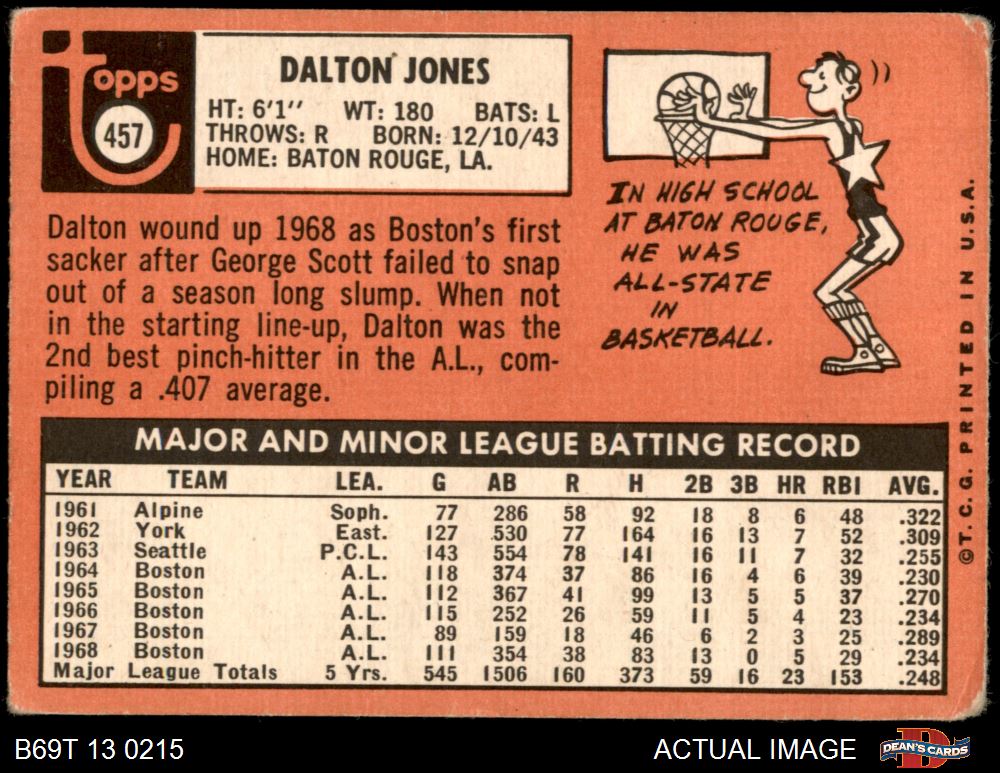 topps
457
DALTON JONES
HT: 6'1'' WT: 180 BATS: L
THROWS: R BORN: 12/10/43
HOME: BATON ROUGE, LA.
Dalton wound up 1968 as Boston's first
sacker after George Scott failed to snap
out of a season long slump. When not
in the starting line-up, Dalton was the
2nd best pinch-hitter in the A.L., com-
piling a .407 average.
IN HIGH SCHOOL
AT BATON ROUGE,
HE WAS
ALL-STATE
IN
BASKETBALL.
MAJOR AND MINOR LEAGUE BATTING RECORD
YEAR TEAM LEA. G AB R H 2B 3B HR RBI AVG.
1961 Alpine Soph. 77 286 58 92 18 8 6 48 .322
1962 York East. 127 530 77 164 16 13 7 52 .309
1963 Seattle P.C.L. 143 554 78 141 16 11 7 32 .255
1964 Boston A.L. 118 374 37 86 16 4 6 39 .230
1965 Boston A.L. 112 367 41 99 13 5 5 37 .270
1966 Boston A.L. 115 252 26 59 11 5 4 23 .234
1967 Boston A.L. 89 159 18 46 6 2 3 25 .289
1968 Boston A.L. 111 354 38 83 13 0 5 29 .234
Major League Totals 5 Yrs. 545 1506 160 373 59 16 23 153 .248
©T.C.G. PRINTED IN U.S.A.
B69T 13 0215
ACTUAL IMAGE
DEAN'S CARDS